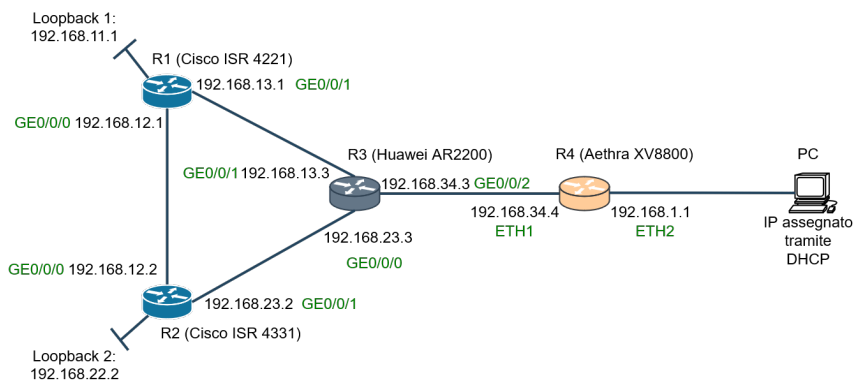 Loopback 1:
192.168.11.1
R1 (Cisco ISR 4221)
192.168.13.1 GE0/0/1
GE0/0/0 192.168.12.1
R3 (Huawei AR2200)
R4 (Aethra XV8800)
PC
GE0/0/1 192.168.13.3
192.168.34.3 GE0/0/2
192.168.34.4
ETH1
192.168.1.1
ETH2
IP assegnato
tramite
DHCP
192.168.23.3
GE0/0/0
GE0/0/0 192.168.12.2
192.168.23.2 GE0/0/1
R2 (Cisco ISR 4331)
Loopback 2:
192.168.22.2